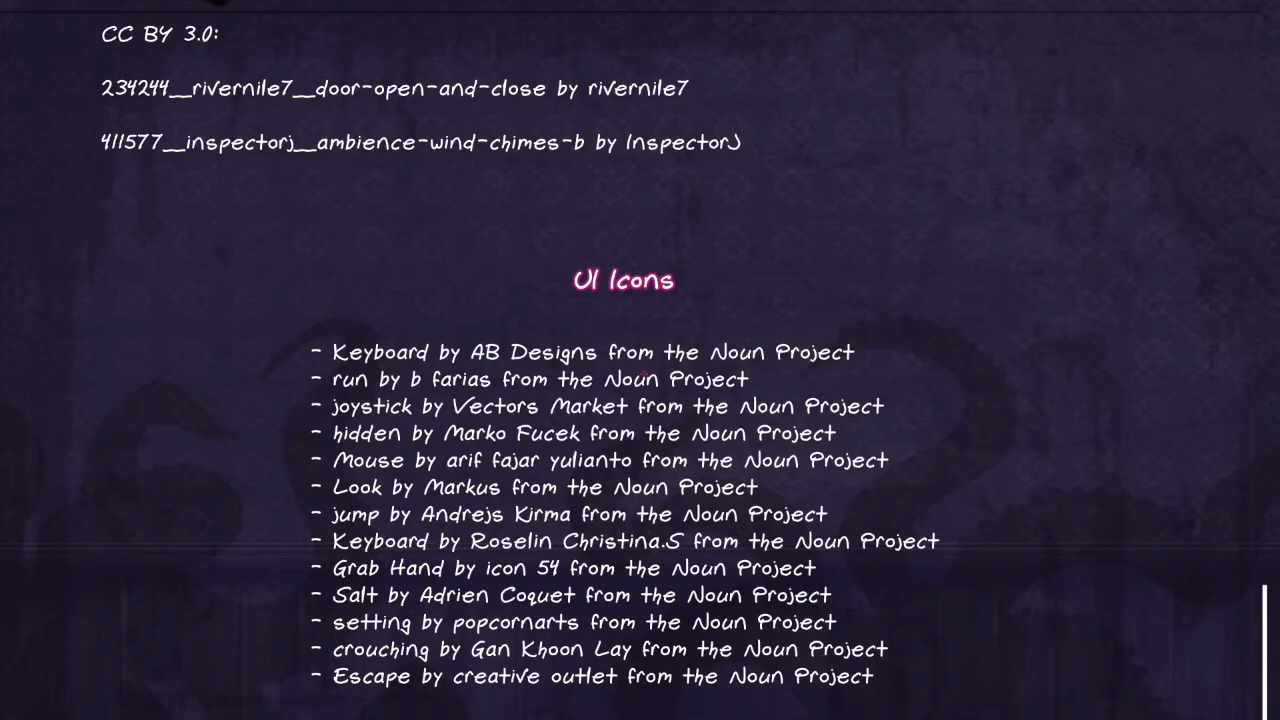 CC BY 3.0:
234244__rivernile7__door-open-and-close by rivernile7
411577__inspectorj__ambience-wind-chimes-b by InspectorJ
UI Icons
- Keyboard by AB Designs from the Noun Project
- run by b farias from the Noun Project
- joystick by Vectors Market from the Noun Project
- hidden by Marko Fucek from the Noun Project
- Mouse by arif fajar yulianto from the Noun Project
- Look by Markus from the Noun Project
- jump by Andrejs Kirma from the Noun Project
- Keyboard by Roselin Christina.S from the Noun Project
- Grab Hand by icon 54 from the Noun Project
- Salt by Adrien Coquet from the Noun Project
- setting by popcornarts from the Noun Project
- crouching by Gan Khoon Lay from the Noun Project
- Escape by creative outlet from the Noun Project